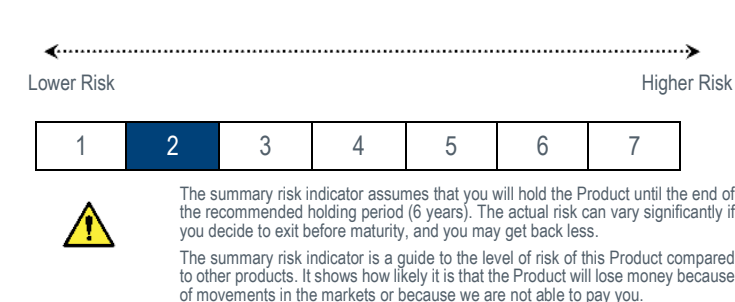 Lower Risk Higher Risk
1 2 3 4 5 6 7
The summary risk indicator assumes that you will hold the Product until the end of
the recommended holding period (6 years). The actual risk can vary significantly if
you decide to exit before maturity, and you may get back less.
The summary risk indicator is a guide to the level of risk of this Product compared
to other products. It shows how likely it is that the Product will lose money because
of movements in the markets or because we are not able to pay you.